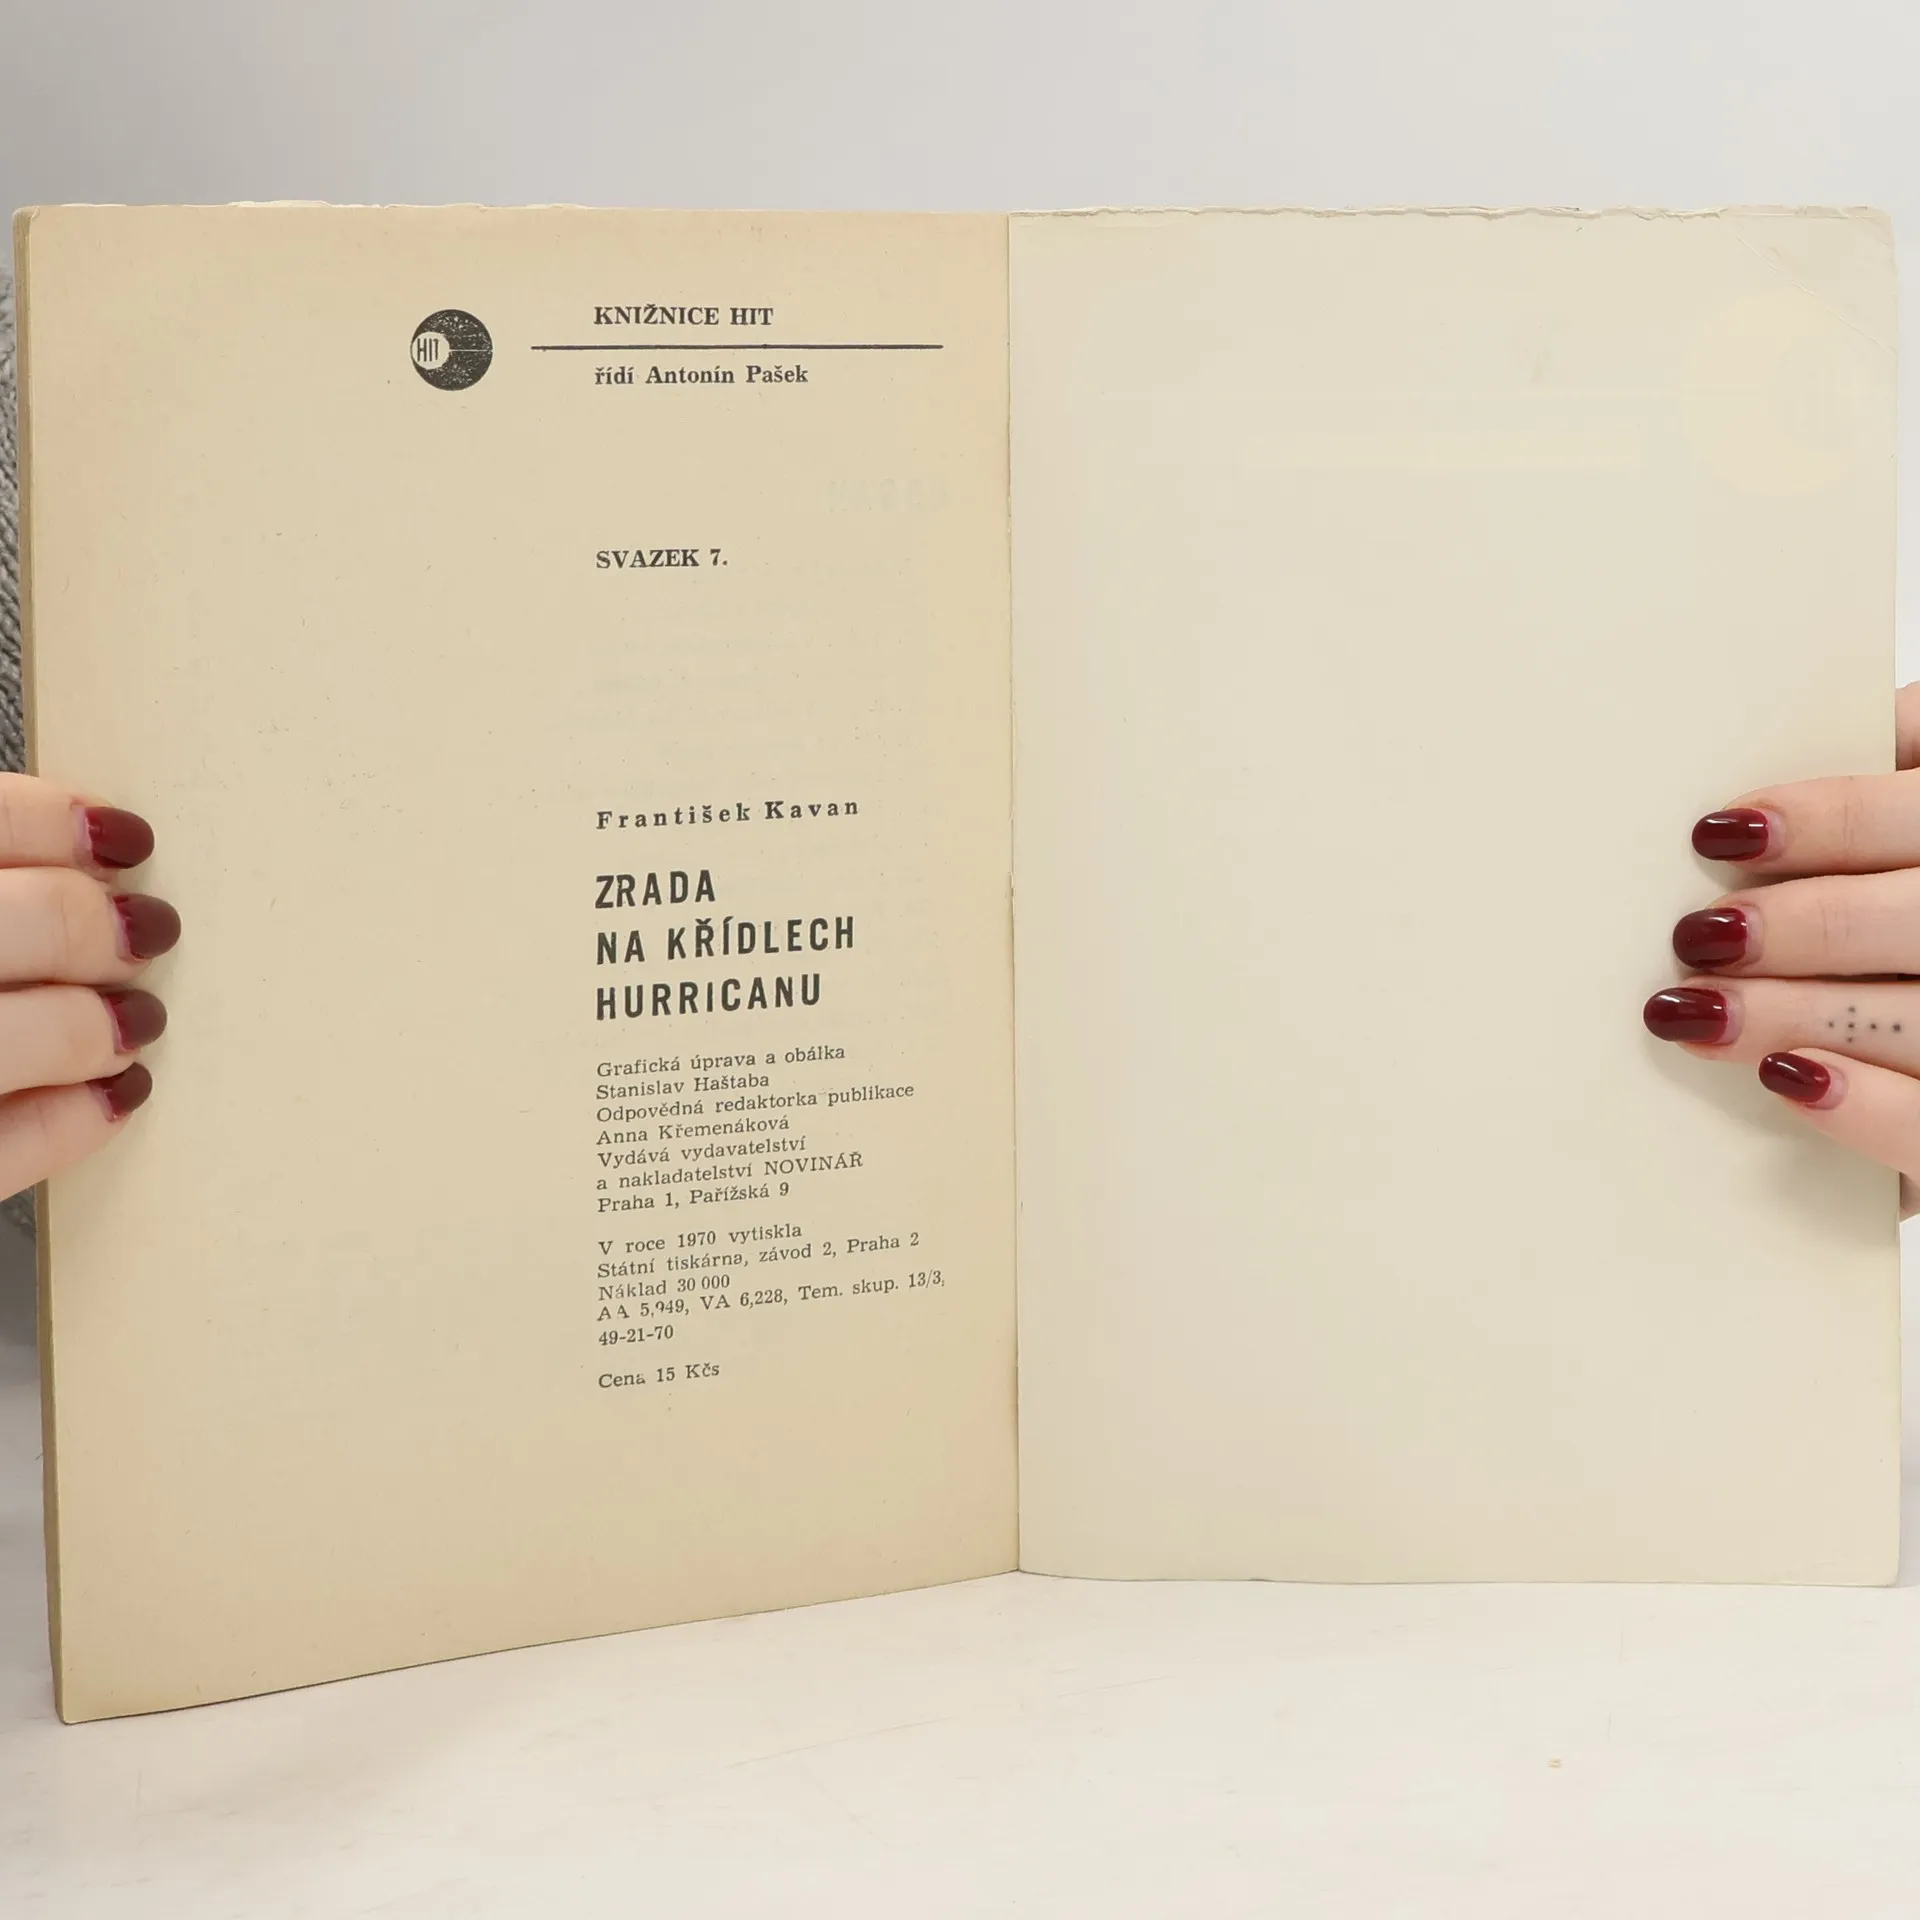 HIT
KNIŽNICE HIT
řídí Antonín Pašek
SVAZEK 7.
František Kavan
ZRADA
NA KŘÍDLECH
HURRICANU
Grafická úprava a obálka
Stanislav Haštaba
Odpovědná redaktorka publikace
Anna Křemenáková
Vydává vydavatelství
a nakladatelství NOVINÁŘ
Praha 1, Pařížská 9
V roce 1970 vytiskla
Státní tiskárna, závod 2, Praha 2
Náklad 30 000
AA 5,949, VA 6,228, Tem. skup. 13/3,
49-21-70
Cena 15 Kčs